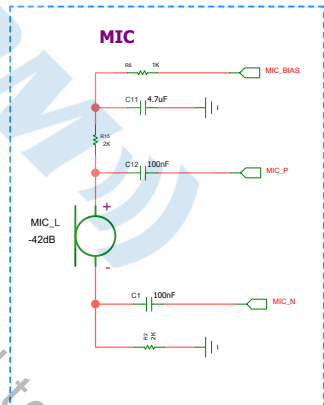 MIC
R6 1K
MIC_BIAS
C11 4.7uF
R15
2K
C12 100nF
MIC_P
+
MIC_L
-42dB
-
C1 100nF
MIC_N
R2
2K